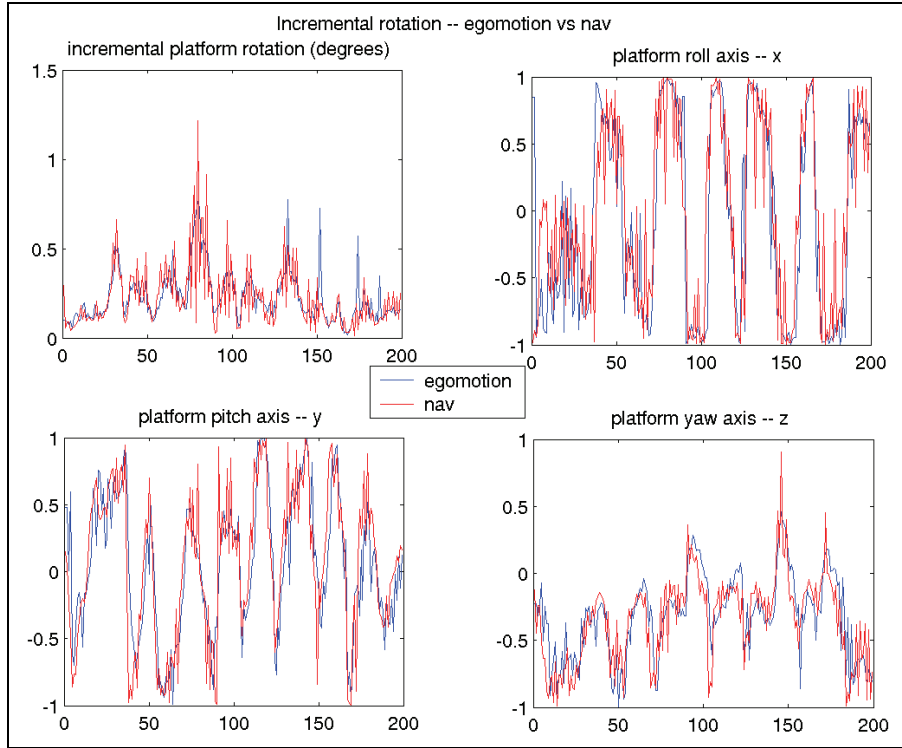 Incremental rotation -- egomotion vs nav
incremental platform rotation (degrees)
1.5
1
0.5
0
0 50 100 150 200
platform roll axis -- x
1
0.5
0
-0.5
-1
0 50 100 150 200
egomotion
nav
platform pitch axis -- y
1
0.5
0
-0.5
-1
0 50 100 150 200
platform yaw axis -- z
1
0.5
0
-0.5
-1
0 50 100 150 200